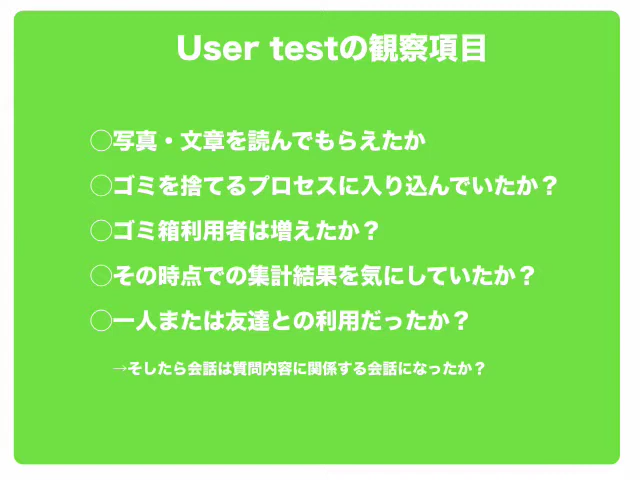 User testの観察項目
◯写真・文章を読んでもらえたか
◯ゴミを捨てるプロセスに入り込んでいたか？
◯ゴミ箱利用者は増えたか？
◯その時点での集計結果を気にしていたか？
◯一人または友達との利用だったか？
→そしたら会話は質問内容に関係する会話になったか？